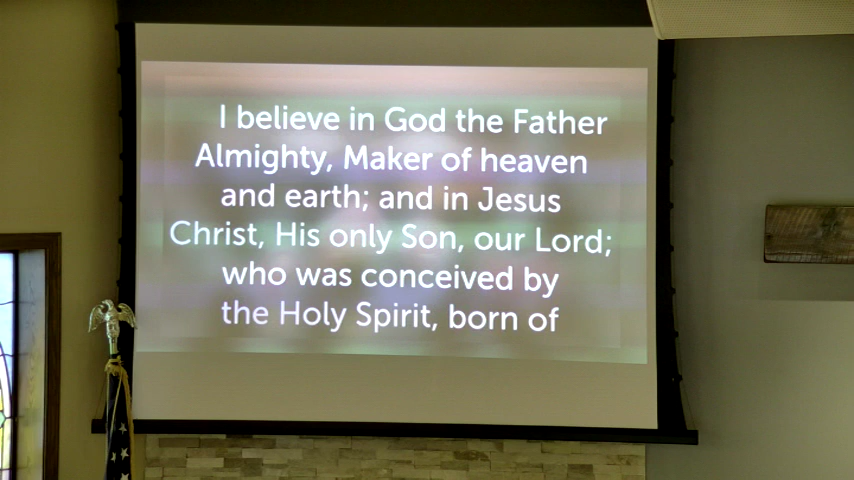 I believe in God the Father
Almighty, Maker of heaven
and earth; and in Jesus
Christ, His only Son, our Lord;
who was conceived by
the Holy Spirit, born of